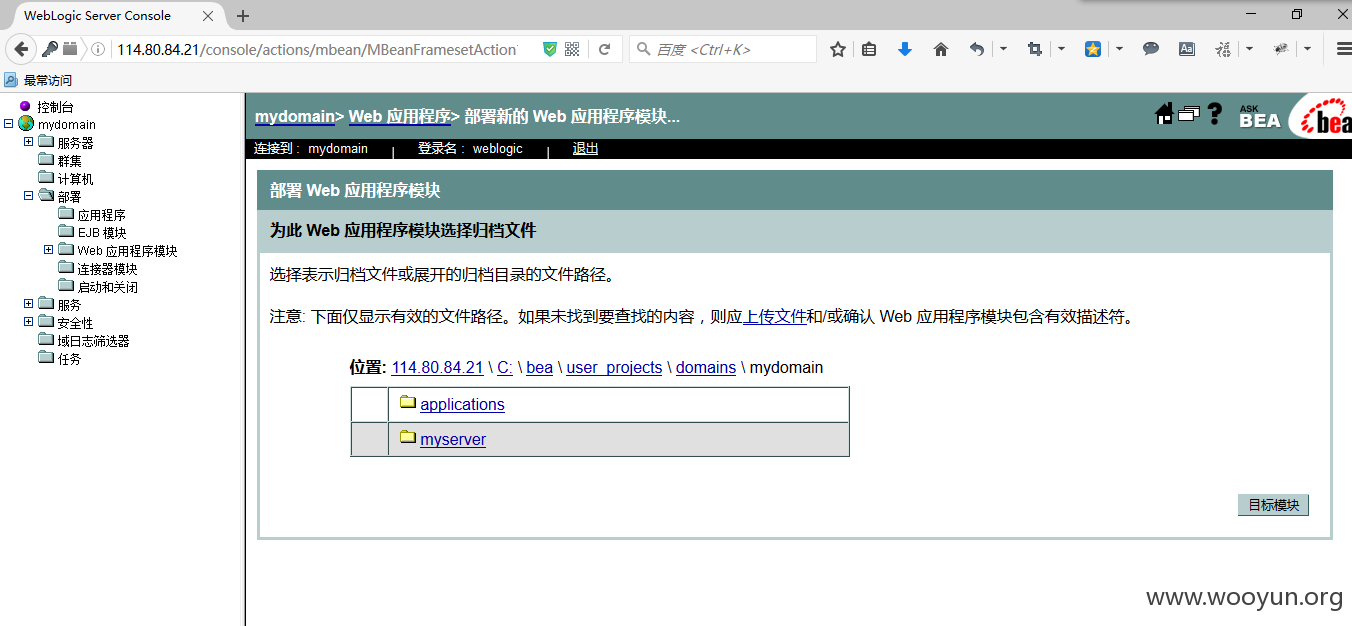 WebLogic Server Console
114.80.84.21/console/actions/mbean/MBeanFramesetAction
百度 <Ctrl+K>
最常访问
控制台
mydomain
服务器
群集
计算机
部署
应用程序
EJB 模块
Web 应用程序模块
连接器模块
启动和关闭
服务
安全性
域日志筛选器
任务
mydomain> Web 应用程序> 部署新的 Web 应用程序模块...
ASK
BEA
bea
连接到 : mydomain | 登录名 : weblogic | 退出
部署 Web 应用程序模块
为此 Web 应用程序模块选择归档文件
选择表示归档文件或展开的归档目录的文件路径。
注意: 下面仅显示有效的文件路径。如果未找到要查找的内容，则应上传文件和/或确认 Web 应用程序模块包含有效描述符。
位置: 114.80.84.21 \ C: \ bea \ user_projects \ domains \ mydomain
applications
myserver
目标模块
www.wooyun.org